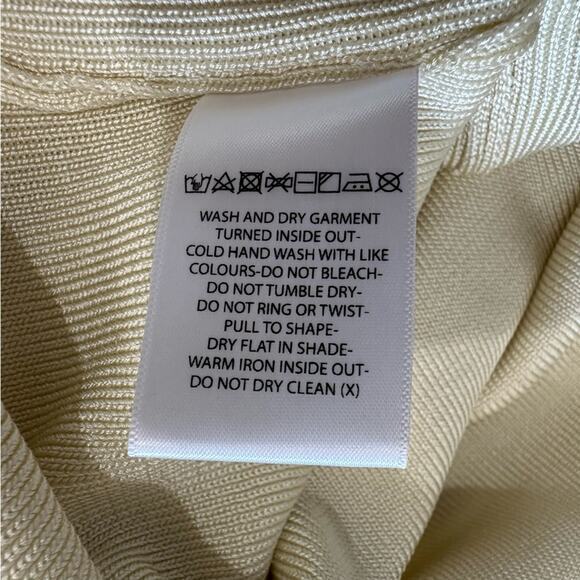 WASH AND DRY GARMENT
TURNED INSIDE OUT-
COLD HAND WASH WITH LIKE
COLOURS-DO NOT BLEACH-
DO NOT TUMBLE DRY-
DO NOT RING OR TWIST-
PULL TO SHAPE-
DRY FLAT IN SHADE-
WARM IRON INSIDE OUT-
DO NOT DRY CLEAN (X)